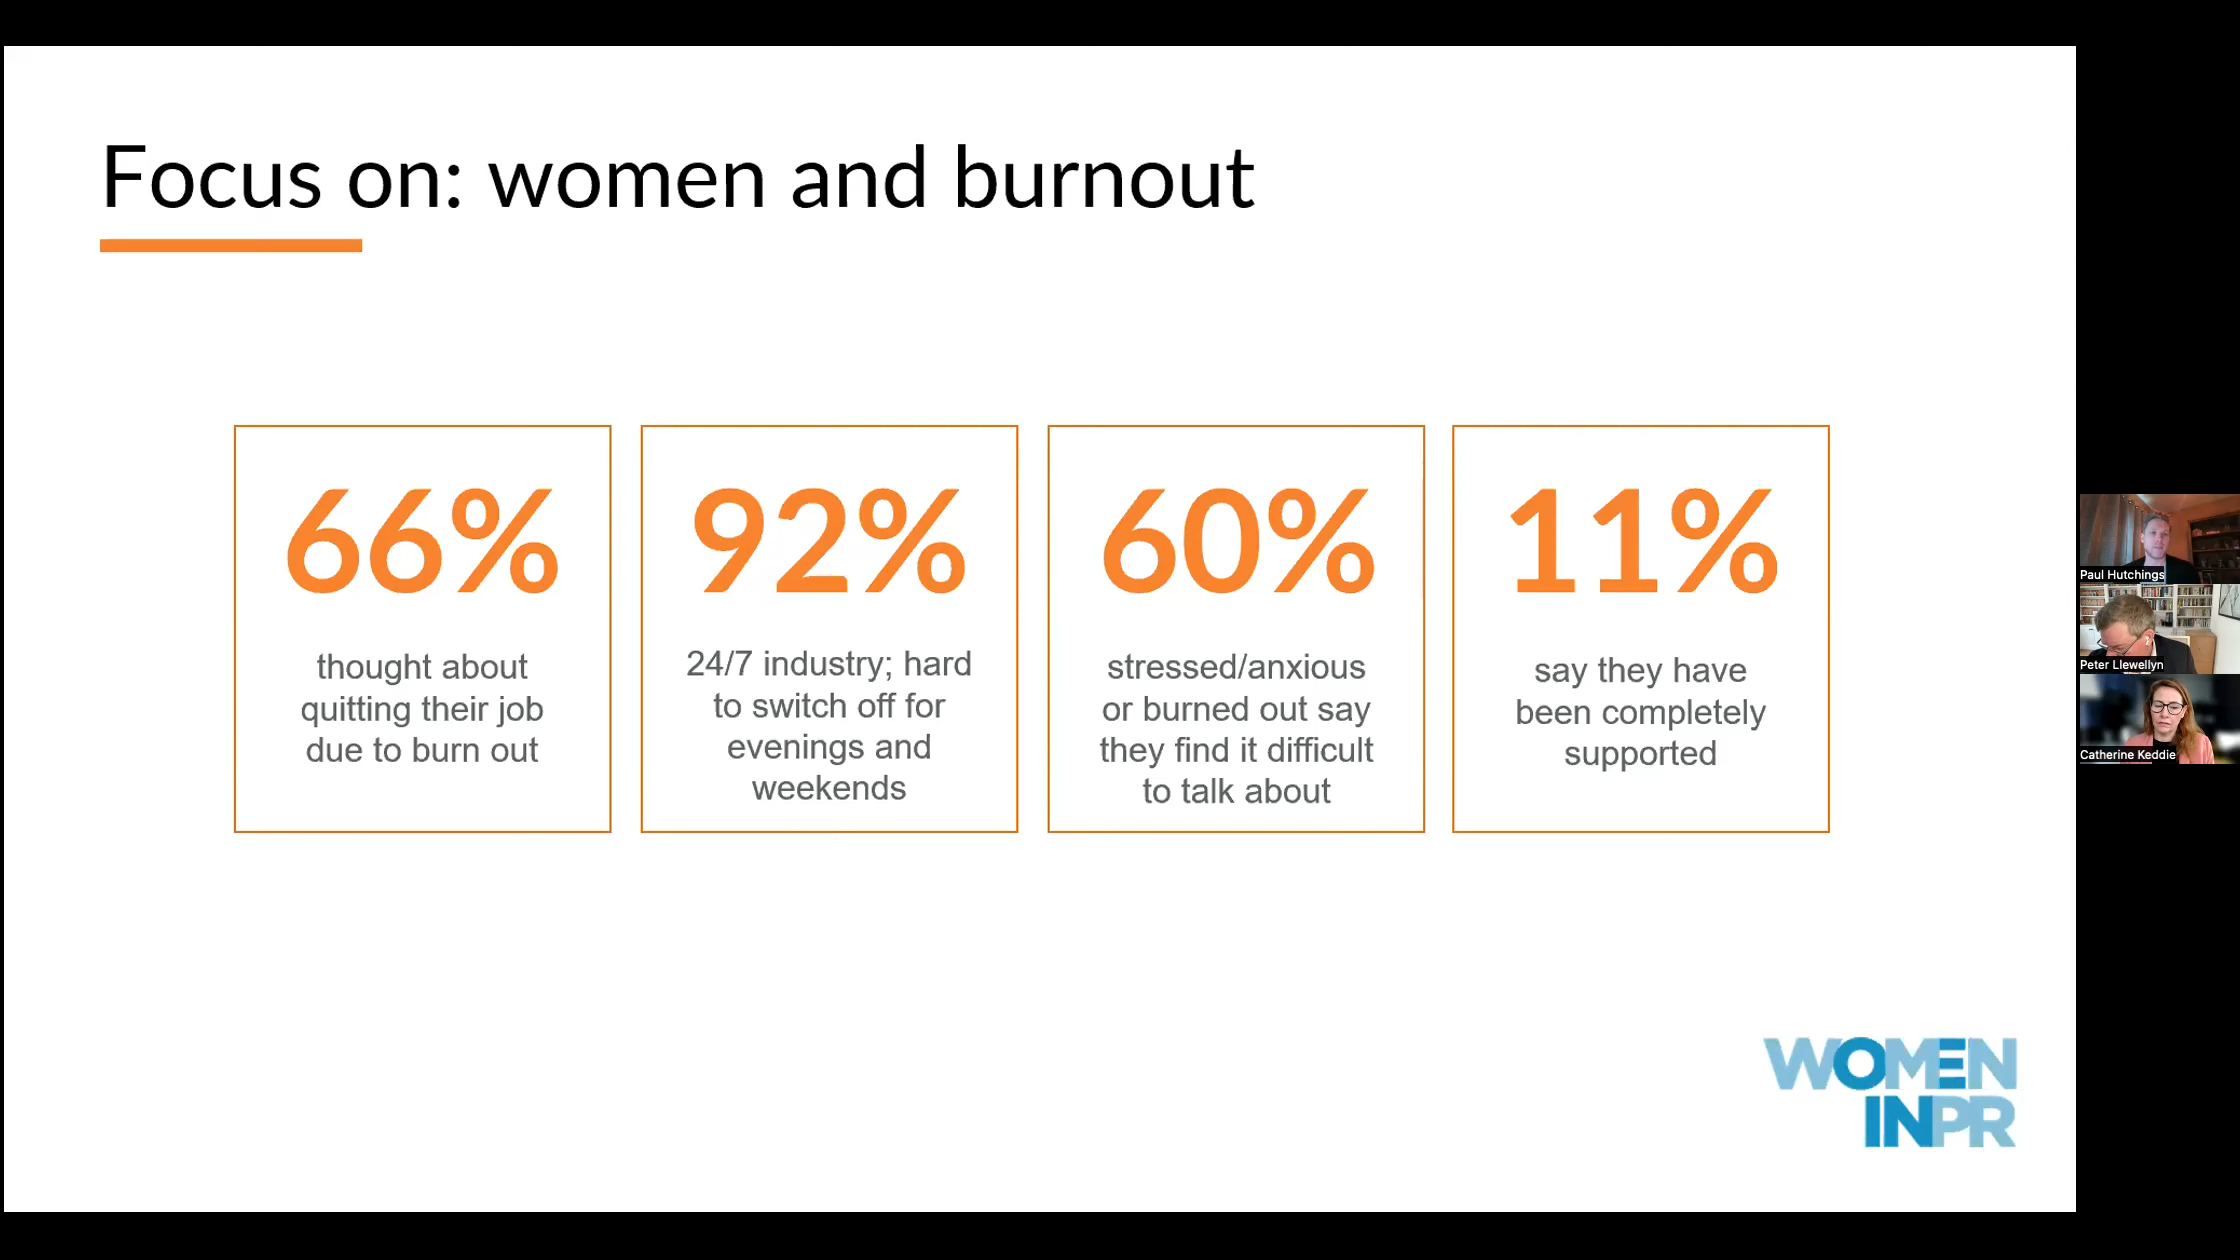 Focus on: women and burnout
66%
thought about
quitting their job
due to burn out
92%
24/7 industry; hard
to switch off for
evenings and
weekends
60%
stressed/anxious
or burned out say
they find it difficult
to talk about
11%
say they have
been completely
supported
WOMEN
INPR
Paul Hutchings
Peter Llewellyn
Catherine Keddie